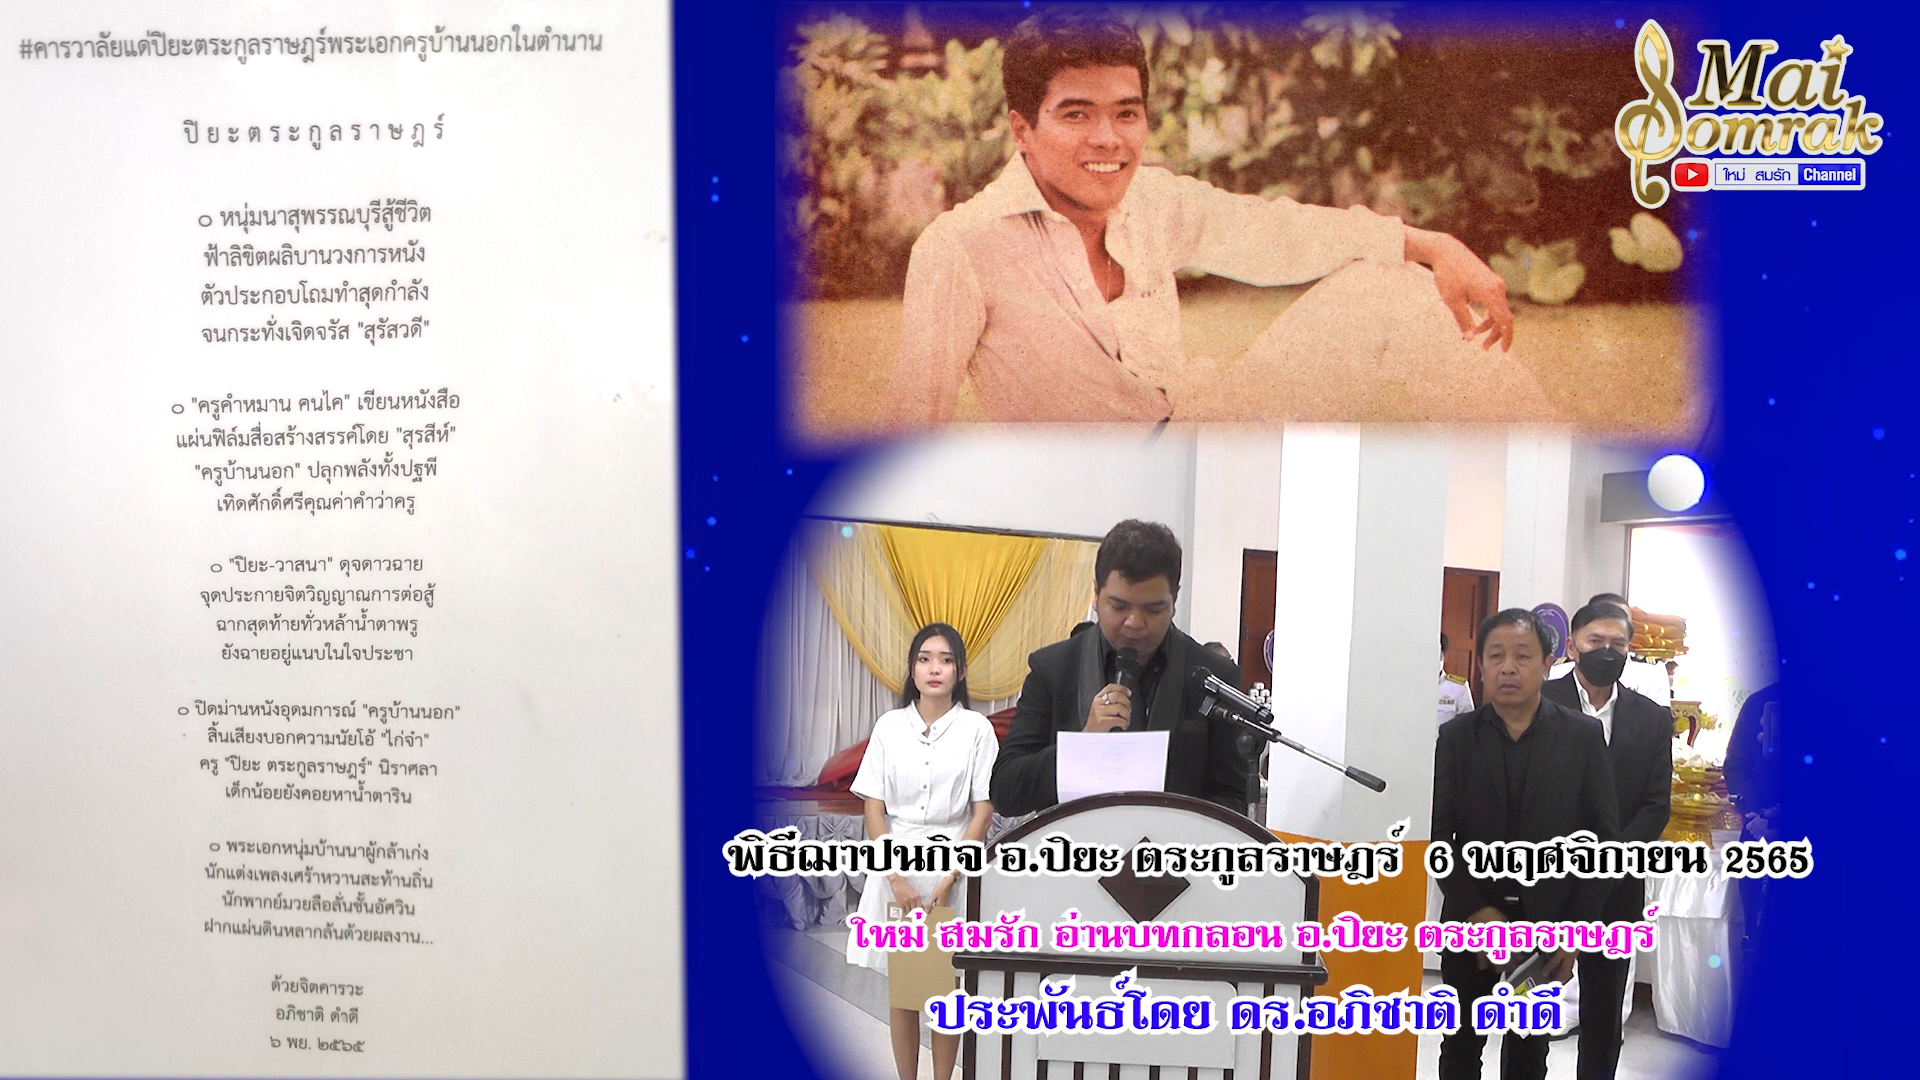 #คารวาลัยแด่ปิยะตระกูลราษฎร์พระเอกครูบ้านนอกในตำนาน
ปิยะตระกูลราษฎร์
๐ หนุ่มนาสุพรรณบุรีสู้ชีวิต
ฟ้าลิขิตผลิบานวงการหนัง
ตัวประกอบโถมทำสุดกำลัง
จนกระทั่งเจิดจรัส "สุรัสวดี"
๐ "ครูคำหมาน คนไค" เขียนหนังสือ
แผ่นฟิล์มสื่อสร้างสรรค์โดย "สุรสีห์"
"ครูบ้านนอก" ปลุกพลังทั้งปฐพี
เทิดศักดิ์ศรีคุณค่าคำว่าครู
๐ "ปิยะ-วาสนา" ดุจดาวฉาย
จุดประกายจิตวิญญาณการต่อสู้
ฉากสุดท้ายทั่วหล้าน้ำตาพรู
ยังฉายอยู่แนบในใจประชา
๐ ปิดม่านหนังอุดมการณ์ "ครูบ้านนอก"
สิ้นเสียงบอกความนัยโอ้ "ไก่จ๋า"
ครู "ปิยะ ตระกูลราษฎร์" นิราศลา
เด็กน้อยยังคอยหาน้ำตาริน
๐ พระเอกหนุ่มบ้านนาผู้กล้าเก่ง
นักแต่งเพลงเศร้าหวานสะท้านถิ่น
นักพากย์มวยลือลั่นชั้นอัศวิน
ฝากแผ่นดินหลากลั้นด้วยผลงาน...
ด้วยจิตคารวะ
อภิชาติ ดำดี
๖ พย. ๒๕๖๕
Mai
Somrak
ใหม่ สมรัก Channel
พิธีฌาปนกิจ อ.ปิยะ ตระกูลราษฎร์ 6 พฤศจิกายน 2565
ใหม่ สมรัก อ่านบทกลอน อ.ปิยะ ตระกูลราษฎร์
ประพันธ์โดย ดร.อภิชาติ ดำดี